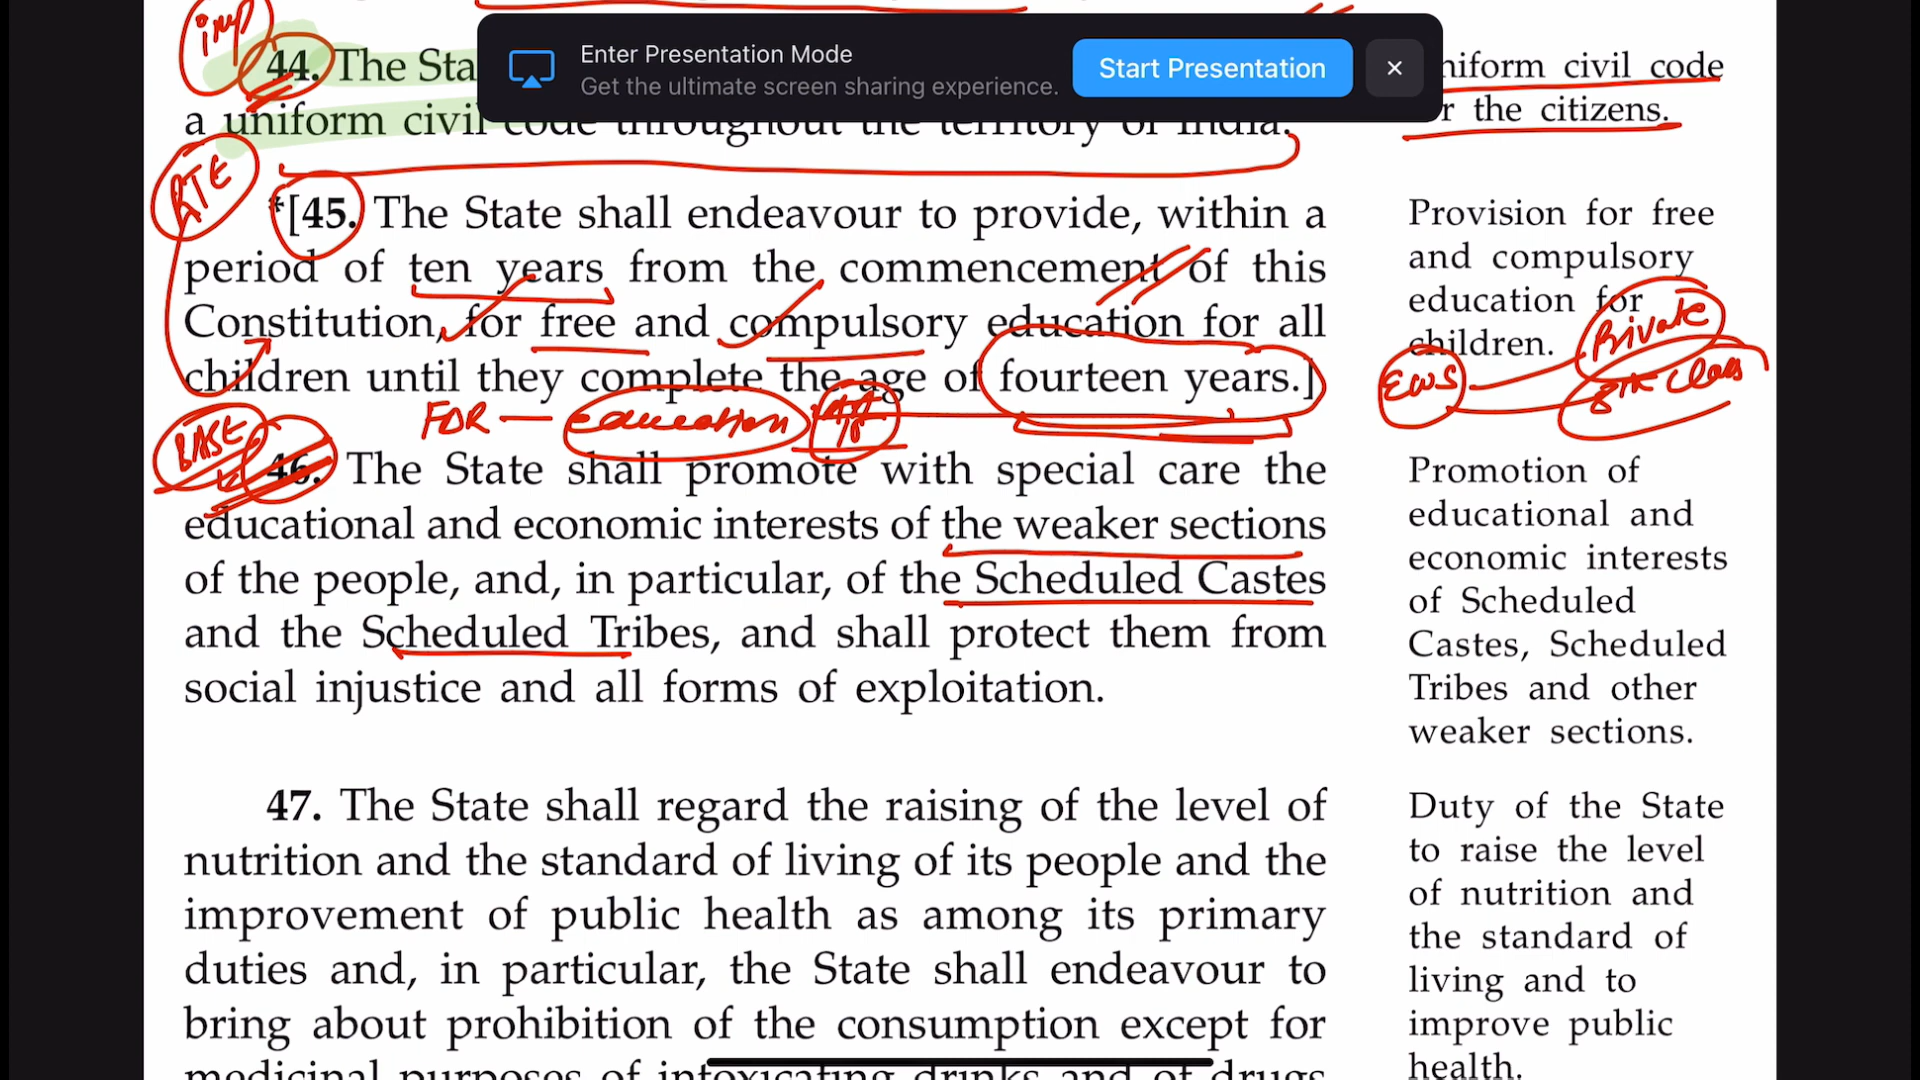 imp
Enter Presentation Mode
Get the ultimate screen sharing experience.
Start Presentation
44. The Sta
a uniform civil code throughout the territory of India.
niform civil code
r the citizens.
RTE
*[45. The State shall endeavour to provide, within a
period of ten years from the commencement of this
Constitution, for free and compulsory education for all
children until they complete the age of fourteen years.]
Provision for free
and compulsory
education for
children.
Private
EWS
8th class
FOR — education
BASE
46. The State shall promote with special care the
educational and economic interests of the weaker sections
of the people, and, in particular, of the Scheduled Castes
and the Scheduled Tribes, and shall protect them from
social injustice and all forms of exploitation.
Promotion of
educational and
economic interests
of Scheduled
Castes, Scheduled
Tribes and other
weaker sections.
47. The State shall regard the raising of the level of
nutrition and the standard of living of its people and the
improvement of public health as among its primary
duties and, in particular, the State shall endeavour to
bring about prohibition of the consumption except for
medicinal purposes of intoxicating drinks and of drugs
Duty of the State
to raise the level
of nutrition and
the standard of
living and to
improve public
health.